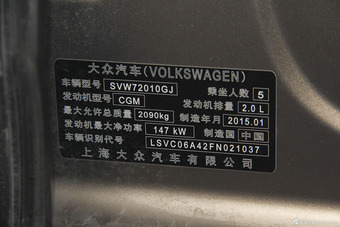 大众汽车(VOLKSWAGEN)
车辆型号 SVW72010GJ 乘坐人数 5
发动机型号 CGM 发动机排量 2.0 L
最大允许总质量 2090kg 制造年月 2015.01
发动机最大净功率 147 kW 制造国 中国
车辆识别代号 LSVC06A42FN021037
上海大众汽车有限公司